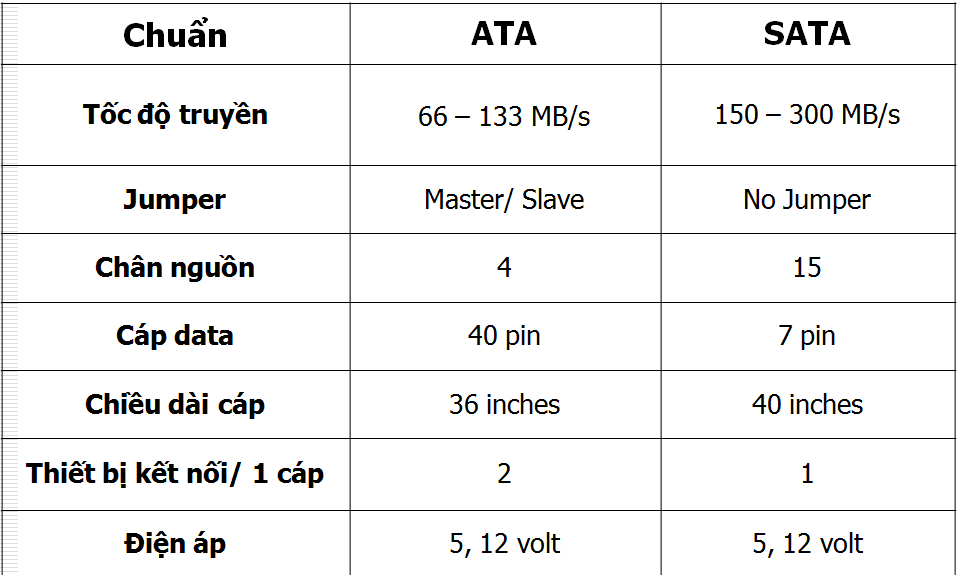 Chuẩn ATA SATA
Tốc độ truyền 66 – 133 MB/s 150 – 300 MB/s
Jumper Master/ Slave No Jumper
Chân nguồn 4 15
Cáp data 40 pin 7 pin
Chiều dài cáp 36 inches 40 inches
Thiết bị kết nối/ 1 cáp 2 1
Điện áp 5, 12 volt 5, 12 volt